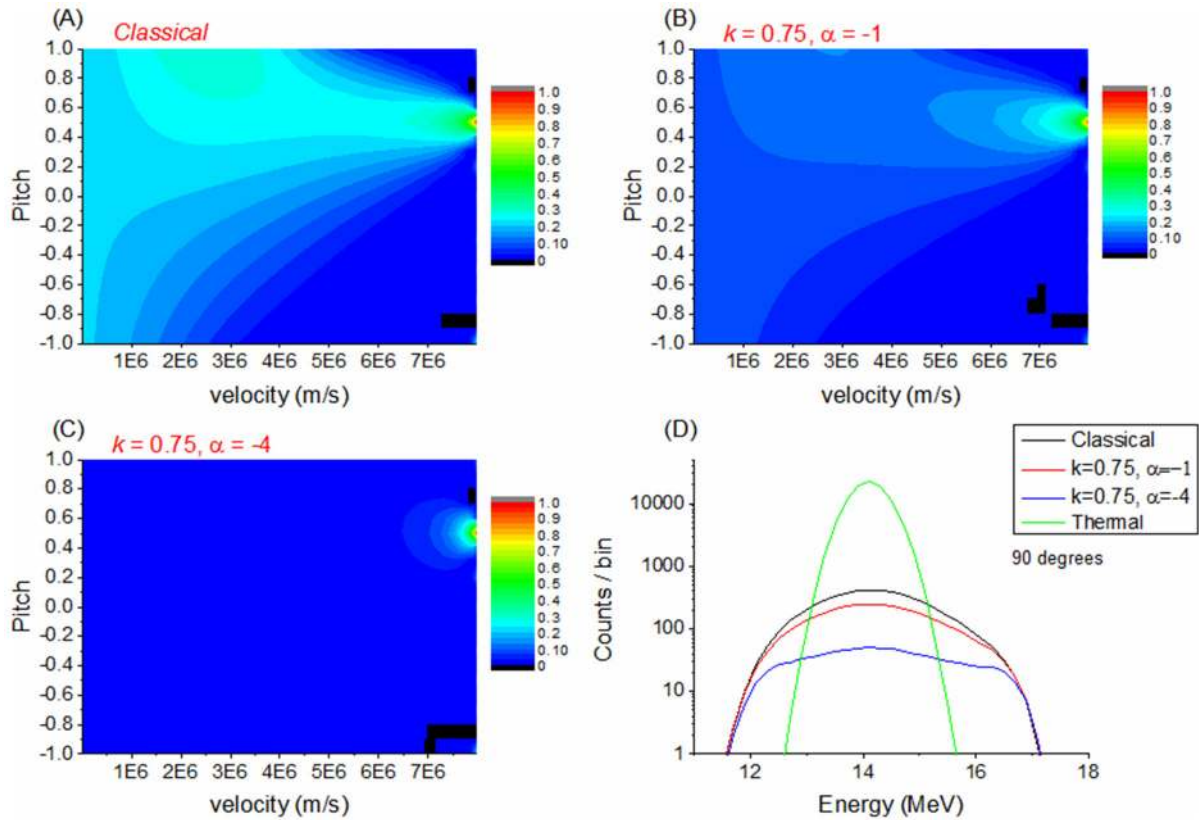 (A)
Classical
Pitch
1.0
0.8
0.6
0.4
0.2
0.0
-0.2
-0.4
-0.6
-0.8
-1.0
1E6 2E6 3E6 4E6 5E6 6E6 7E6
velocity (m/s)
1.0
0.9
0.8
0.7
0.6
0.5
0.4
0.3
0.2
0.10
0
(B)
k = 0.75, α = -1
Pitch
1.0
0.8
0.6
0.4
0.2
0.0
-0.2
-0.4
-0.6
-0.8
-1.0
1E6 2E6 3E6 4E6 5E6 6E6 7E6
velocity (m/s)
1.0
0.9
0.8
0.7
0.6
0.5
0.4
0.3
0.2
0.10
0
(C)
k = 0.75, α = -4
Pitch
1.0
0.8
0.6
0.4
0.2
0.0
-0.2
-0.4
-0.6
-0.8
-1.0
1E6 2E6 3E6 4E6 5E6 6E6 7E6
velocity (m/s)
1.0
0.9
0.8
0.7
0.6
0.5
0.4
0.3
0.2
0.10
0
(D)
Classical
k=0.75, α=-1
k=0.75, α=-4
Thermal
90 degrees
Counts / bin
10000
1000
100
10
1
12 14 16 18
Energy (MeV)